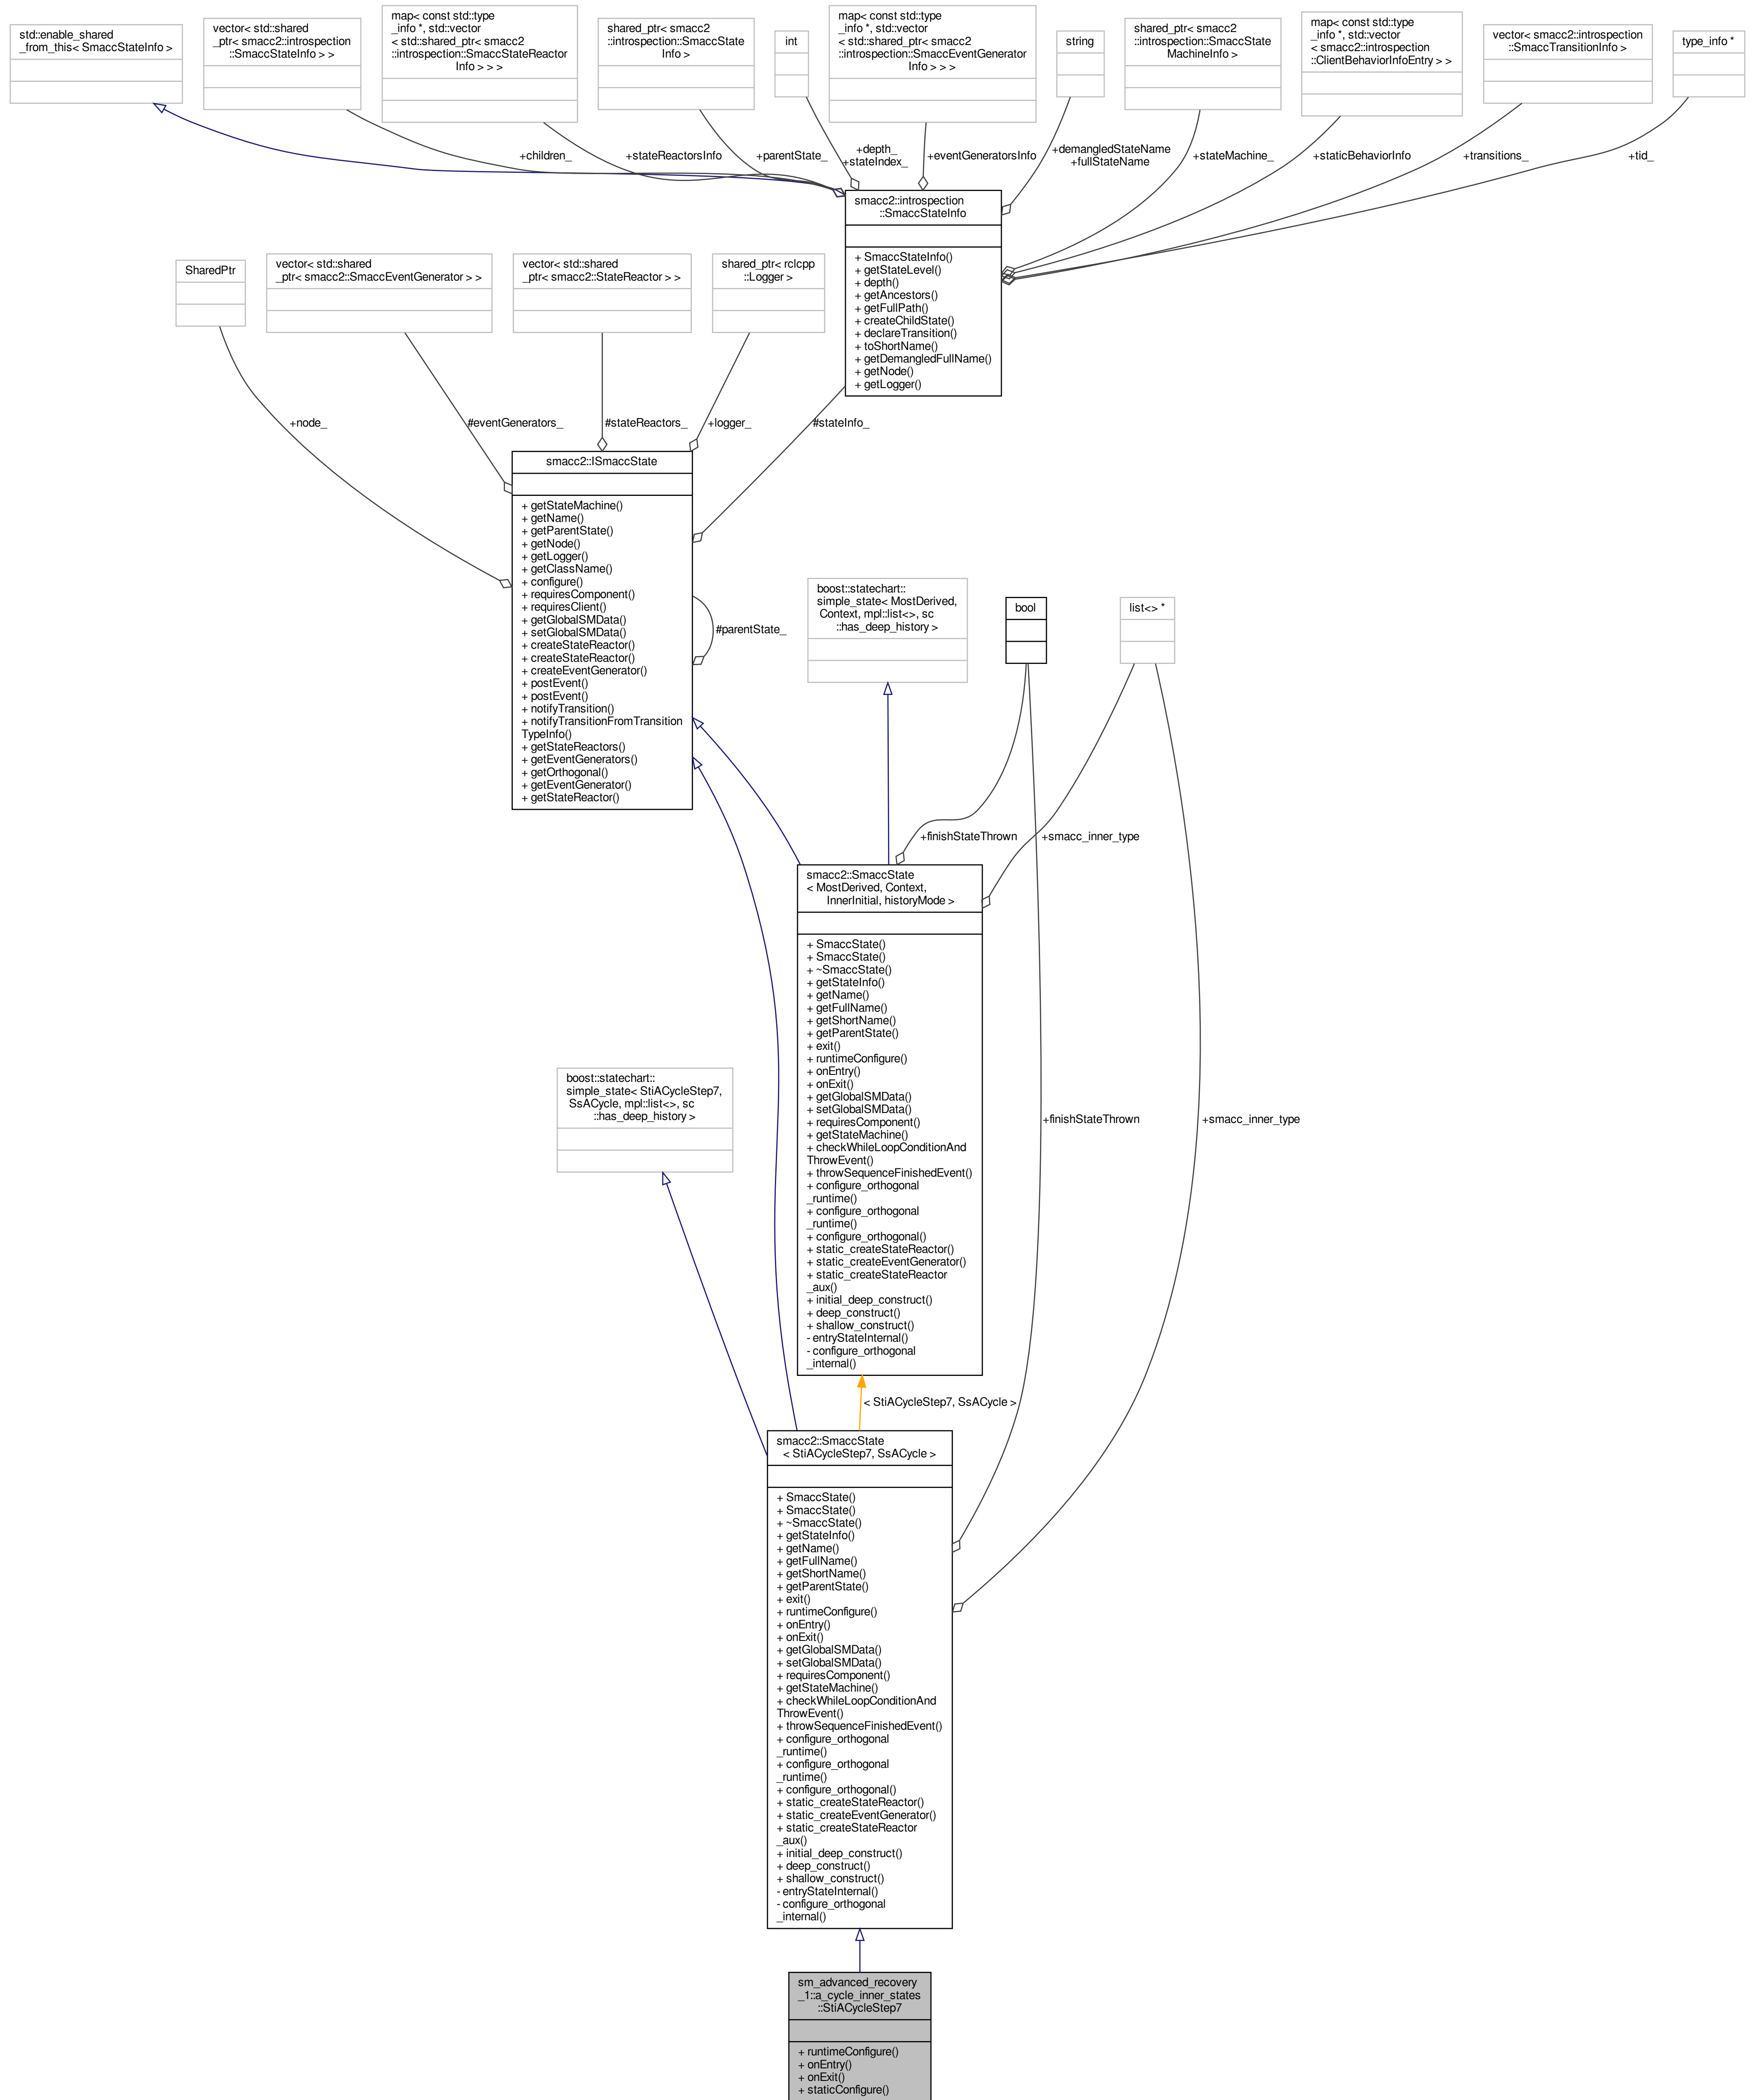 std::enable_shared
_from_this< SmaccStateInfo >
vector< std::shared
_ptr< smacc2::introspection
::SmaccStateInfo > >
map< const std::type
_info *, std::vector
< std::shared_ptr< smacc2
::introspection::SmaccStateReactor
Info > > >
shared_ptr< smacc2
::introspection::SmaccState
Info >
int
map< const std::type
_info *, std::vector
< std::shared_ptr< smacc2
::introspection::SmaccEventGenerator
Info > > >
string
shared_ptr< smacc2
::introspection::SmaccState
MachineInfo >
map< const std::type
_info *, std::vector
< smacc2::introspection
::ClientBehaviorInfoEntry > >
vector< smacc2::introspection
::SmaccTransitionInfo >
type_info *
+children_
+stateReactorsInfo
+parentState_
+depth_
+stateIndex_
+eventGeneratorsInfo
+demangledStateName
+fullStateName
+stateMachine_
+staticBehaviorInfo
+transitions_
+tid_
smacc2::introspection
::SmaccStateInfo
+ SmaccStateInfo()
+ getStateLevel()
+ depth()
+ getAncestors()
+ getFullPath()
+ createChildState()
+ declareTransition()
+ toShortName()
+ getDemangledFullName()
+ getNode()
+ getLogger()
SharedPtr
vector< std::shared
_ptr< smacc2::SmaccEventGenerator > >
vector< std::shared
_ptr< smacc2::StateReactor > >
shared_ptr< rclcpp
::Logger >
+node_
#eventGenerators_
#stateReactors_
+logger_
#stateInfo_
smacc2::ISmaccState
+ getStateMachine()
+ getName()
+ getParentState()
+ getNode()
+ getLogger()
+ getClassName()
+ configure()
+ requiresComponent()
+ requiresClient()
+ getGlobalSMData()
+ setGlobalSMData()
+ createStateReactor()
+ createStateReactor()
+ createEventGenerator()
+ postEvent()
+ postEvent()
+ notifyTransition()
+ notifyTransitionFromTransition
TypeInfo()
+ getStateReactors()
+ getEventGenerators()
+ getOrthogonal()
+ getEventGenerator()
+ getStateReactor()
#parentState_
boost::statechart::
simple_state< MostDerived,
Context, mpl::list<>, sc
::has_deep_history >
bool
list<> *
+finishStateThrown
+smacc_inner_type
smacc2::SmaccState
< MostDerived, Context,
InnerInitial, historyMode >
+ SmaccState()
+ SmaccState()
+ ~SmaccState()
+ getStateInfo()
+ getName()
+ getFullName()
+ getShortName()
+ getParentState()
+ exit()
+ runtimeConfigure()
+ onEntry()
+ onExit()
+ getGlobalSMData()
+ setGlobalSMData()
+ requiresComponent()
+ getStateMachine()
+ checkWhileLoopConditionAnd
ThrowEvent()
+ throwSequenceFinishedEvent()
+ configure_orthogonal
_runtime()
+ configure_orthogonal
_runtime()
+ configure_orthogonal()
+ static_createStateReactor()
+ static_createEventGenerator()
+ static_createStateReactor
_aux()
+ initial_deep_construct()
+ deep_construct()
+ shallow_construct()
- entryStateInternal()
- configure_orthogonal
_internal()
boost::statechart::
simple_state< StiACycleStep7,
SsACycle, mpl::list<>, sc
::has_deep_history >
+finishStateThrown
+smacc_inner_type
< StiACycleStep7, SsACycle >
smacc2::SmaccState
< StiACycleStep7, SsACycle >
+ SmaccState()
+ SmaccState()
+ ~SmaccState()
+ getStateInfo()
+ getName()
+ getFullName()
+ getShortName()
+ getParentState()
+ exit()
+ runtimeConfigure()
+ onEntry()
+ onExit()
+ getGlobalSMData()
+ setGlobalSMData()
+ requiresComponent()
+ getStateMachine()
+ checkWhileLoopConditionAnd
ThrowEvent()
+ throwSequenceFinishedEvent()
+ configure_orthogonal
_runtime()
+ configure_orthogonal
_runtime()
+ configure_orthogonal()
+ static_createStateReactor()
+ static_createEventGenerator()
+ static_createStateReactor
_aux()
+ initial_deep_construct()
+ deep_construct()
+ shallow_construct()
- entryStateInternal()
- configure_orthogonal
_internal()
sm_advanced_recovery
_1::a_cycle_inner_states
::StiACycleStep7
+ runtimeConfigure()
+ onEntry()
+ onExit()
+ staticConfigure()